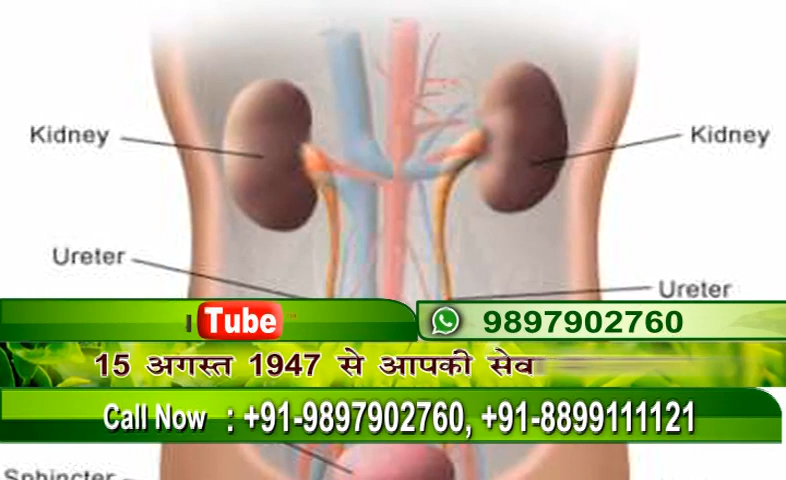 Kidney
Kidney
Ureter
Ureter
Tube
9897902760
15 अगस्त 1947 से आपकी सेव
Call Now : +91-9897902760, +91-8899111121
Sphincter